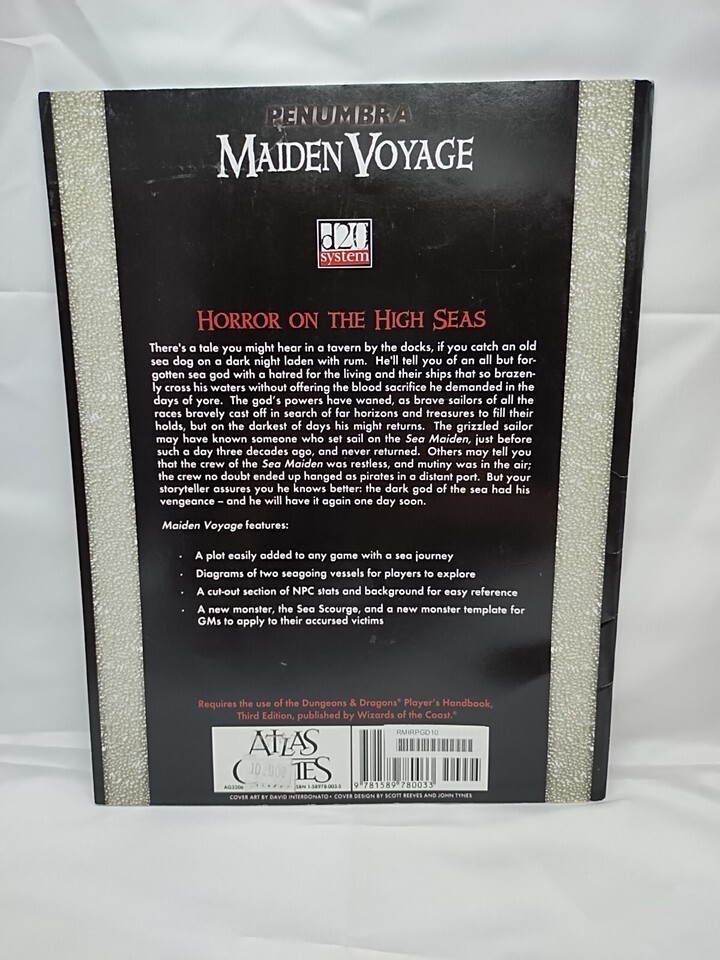 PENUMBRA
MAIDEN VOYAGE
d20
system
HORROR ON THE HIGH SEAS
There's a tale you might hear in a tavern by the docks, if you catch an old
sea dog on a dark night laden with rum. He'll tell you of an all but for-
gotten sea god with a hatred for the living and their ships that so brazen-
ly cross his waters without offering the blood sacrifice he demanded in the
days of yore. The god's powers have waned, as brave sailors of all the
races bravely cast off in search of far horizons and treasures to fill their
holds, but on the darkest of days his might returns. The grizzled sailor
may have known someone who set sail on the Sea Maiden, just before
such a day three decades ago, and never returned. Others may tell you
that the crew of the Sea Maiden was restless, and mutiny was in the air;
the crew no doubt ended up hanged as pirates in a distant port. But your
storyteller assures you he knows better: the dark god of the sea had his
vengeance – and he will have it again one day soon.
Maiden Voyage features:
· A plot easily added to any game with a sea journey
· Diagrams of two seagoing vessels for players to explore
· A cut-out section of NPC stats and background for easy reference
· A new monster, the Sea Scourge, and a new monster template for
GMs to apply to their accursed victims
Requires the use of the Dungeons & Dragons® Player's Handbook,
Third Edition, published by Wizards of the Coast.®
ATLAS
RMIRPGD10
AG3206
ISBN 1-58978-003-5
9 781589 780033
COVER ART BY DAVID INTERDONATO • COVER DESIGN BY SCOTT REEVES AND JOHN TYNES